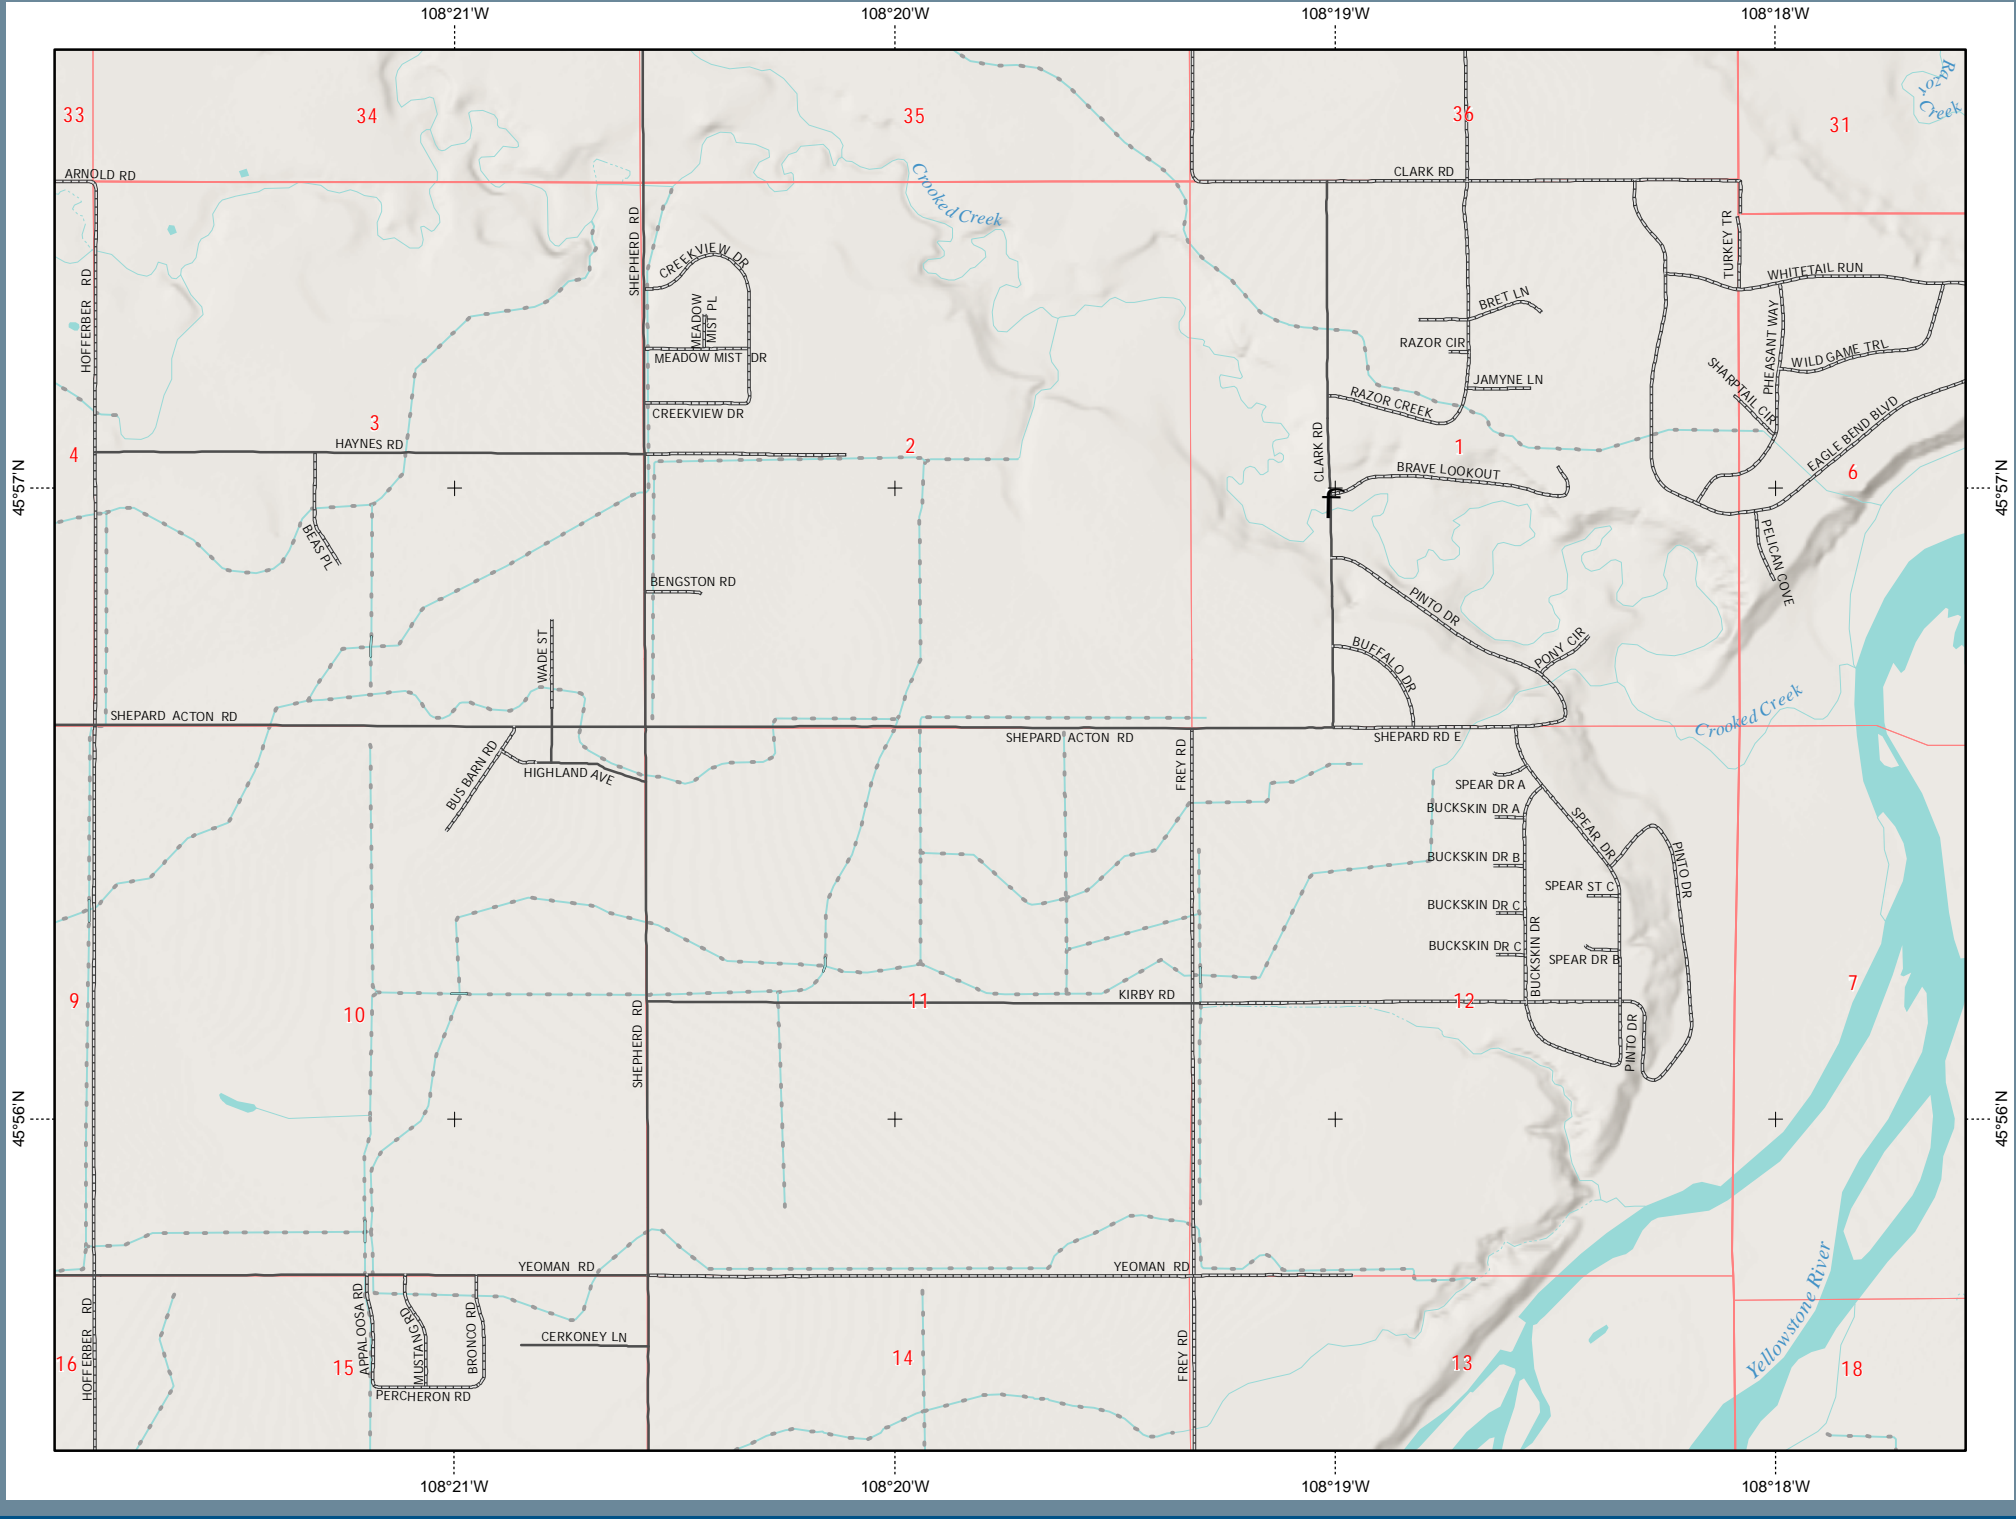 108°21'W
108°20'W
108°19'W
108°18'W
33
34
35
36
31
Razor
Creek
ARNOLD RD
CLARK RD
Crooked Creek
SHEPHERD RD
TURKEY TR
CREEKVIEW DR
WHITETAIL RUN
HOFFERBER RD
MEADOW
MIST PL
BRET LN
PHEASANT WAY
RAZOR CIR
WILD GAME TRL
MEADOW MIST DR
JAMYNE LN
SHARPTAIL CIR
RAZOR CREEK
CREEKVIEW DR
3
HAYNES RD
4
2
CLARK RD
1
EAGLE BEND BLVD
6
BRAVE LOOKOUT
45°57'N
45°57'N
BEAS PL
PELICAN COVE
BENGSTON RD
PINTO DR
WADE ST
BUFFALO DR
PONY CIR
SHEPARD ACTON RD
Crooked Creek
SHEPARD ACTON RD
SHEPARD RD E
BUS BARN RD
HIGHLAND AVE
FREY RD
SPEAR DR A
BUCKSKIN DR A
SPEAR DR
BUCKSKIN DR B
PINTO DR
SPEAR ST C
BUCKSKIN DR C
BUCKSKIN DR
BUCKSKIN DR C
SPEAR DR B
9
10
KIRBY RD
11
12
7
SHEPHERD RD
PINTO DR
45°56'N
45°56'N
YEOMAN RD
YEOMAN RD
Yellowstone River
HOFFERBER RD
APPALOOSA RD
MUSTANG RD
BRONCO RD
CERKONEY LN
FREY RD
16
15
14
13
18
PERCHERON RD
108°21'W
108°20'W
108°19'W
108°18'W